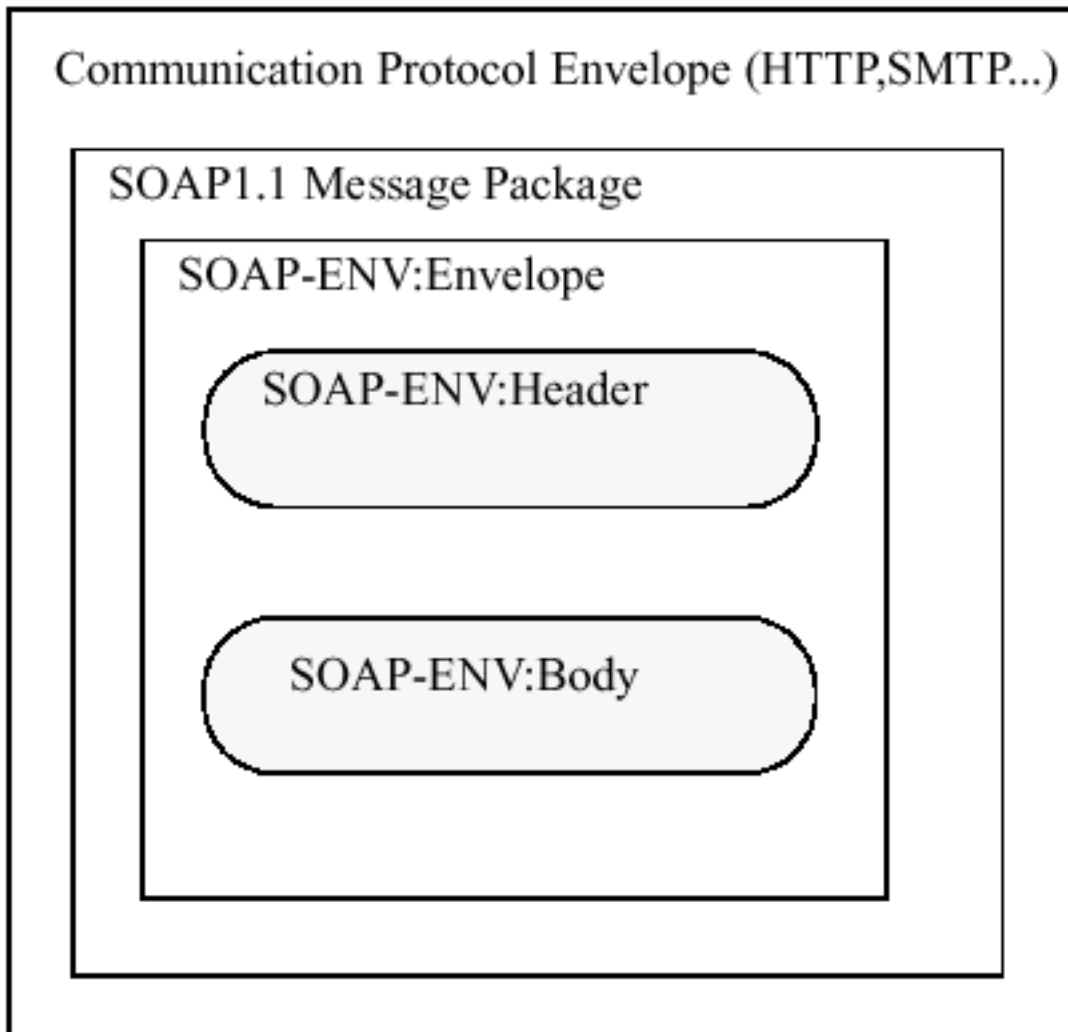 Communication Protocol Envelope (HTTP,SMTP...)
SOAP1.1 Message Package
SOAP-ENV:Envelope
SOAP-ENV:Header
SOAP-ENV:Body